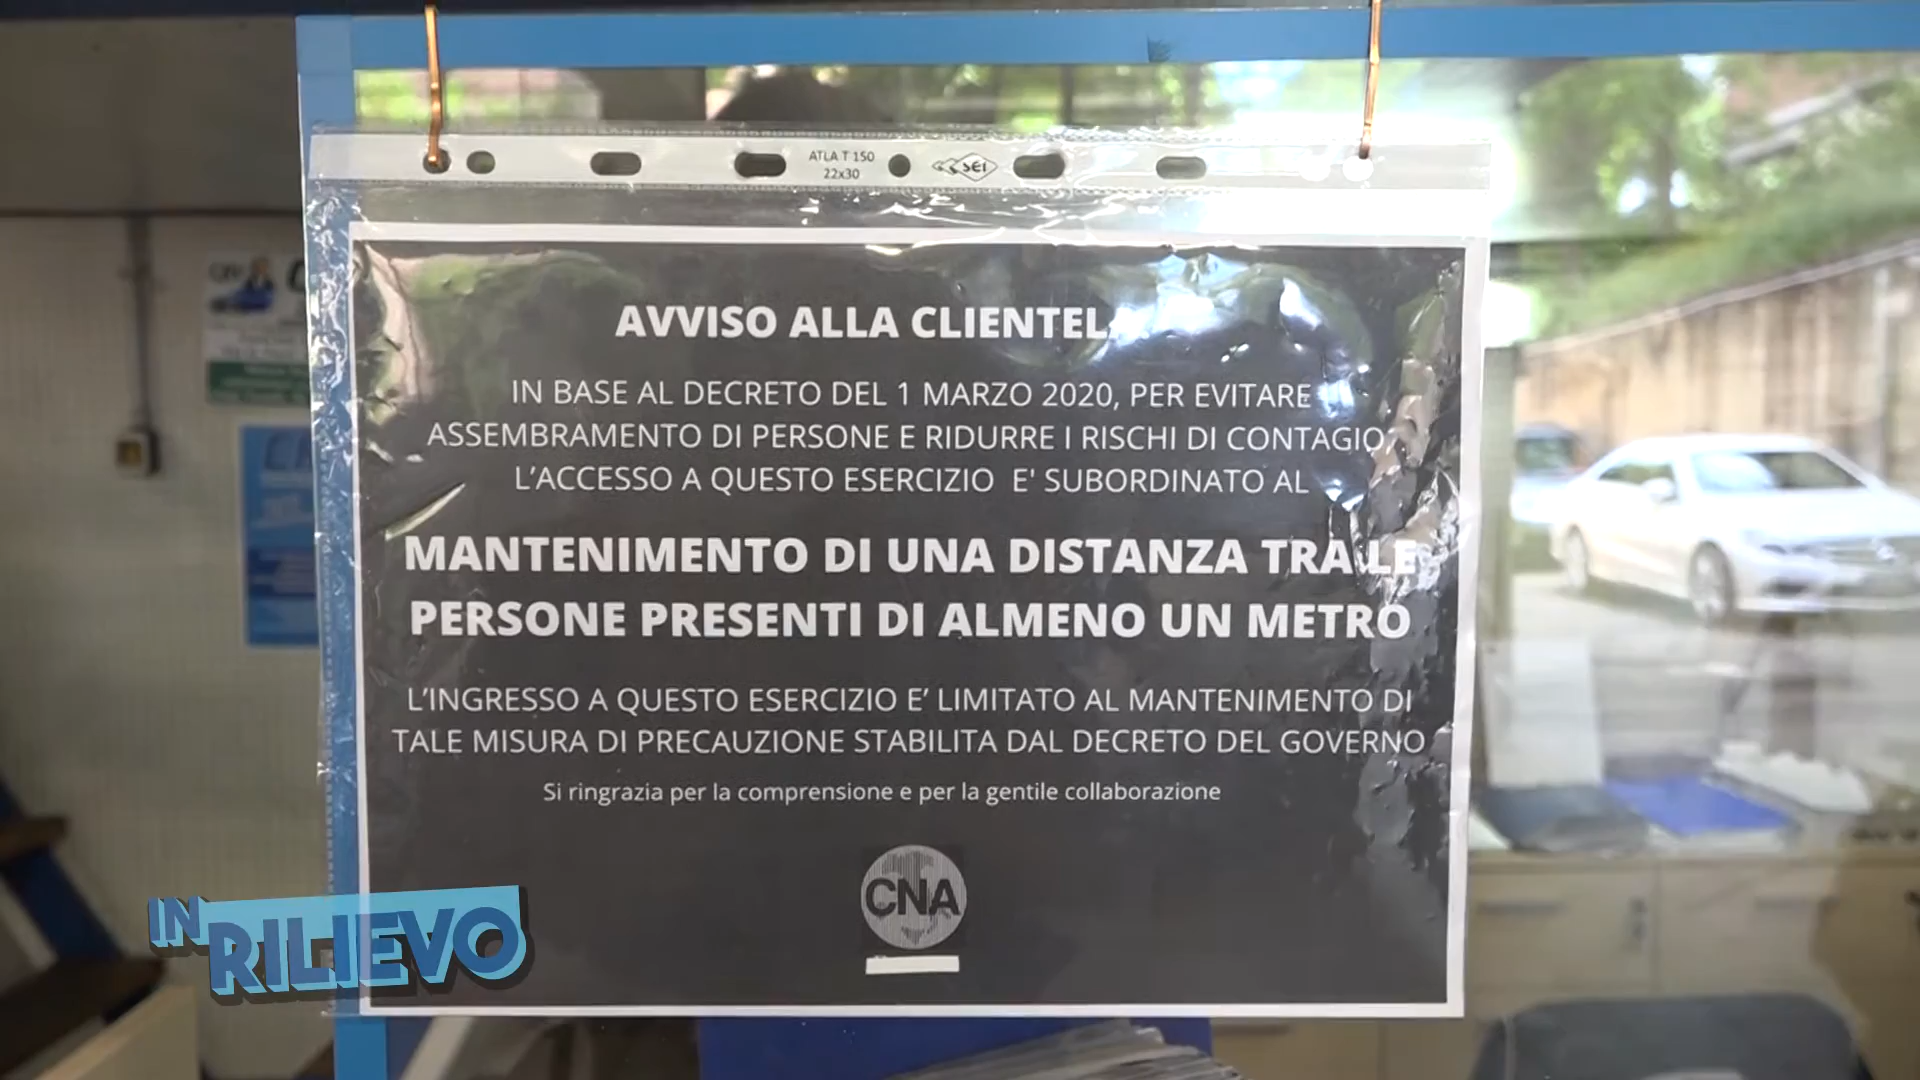 ATLA T 150
22x30
SEI
AVVISO ALLA CLIENTEL
IN BASE AL DECRETO DEL 1 MARZO 2020, PER EVITARE
ASSEMBRAMENTO DI PERSONE E RIDURRE I RISCHI DI CONTAGIO,
L'ACCESSO A QUESTO ESERCIZIO E' SUBORDINATO AL
MANTENIMENTO DI UNA DISTANZA TRA LE
PERSONE PRESENTI DI ALMENO UN METRO
L'INGRESSO A QUESTO ESERCIZIO E' LIMITATO AL MANTENIMENTO DI
TALE MISURA DI PRECAUZIONE STABILITA DAL DECRETO DEL GOVERNO
Si ringrazia per la comprensione e per la gentile collaborazione
CNA
IN
RILIEVO